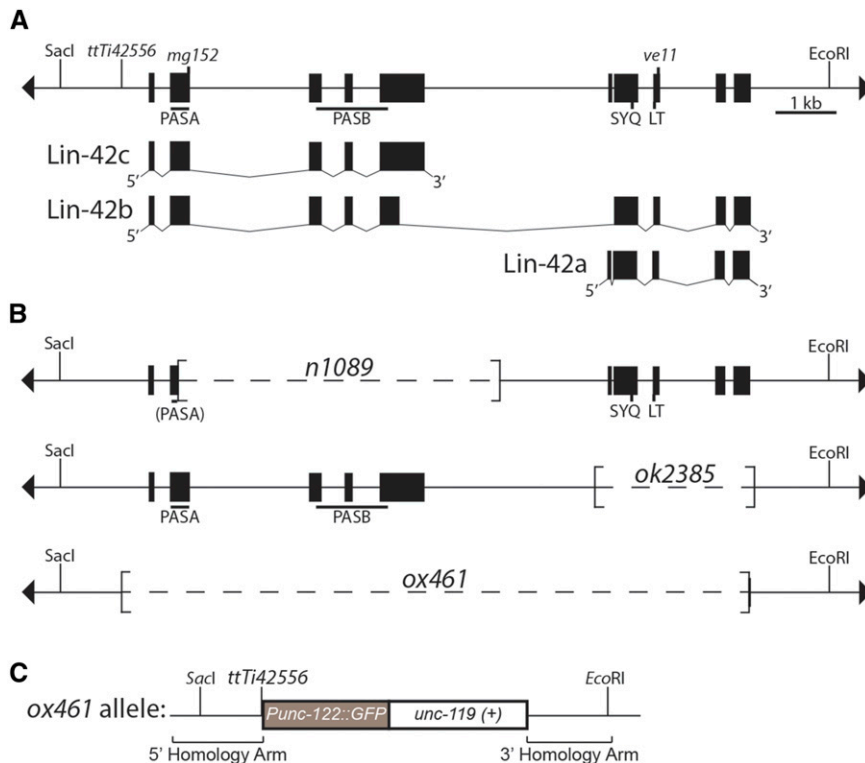 A
SacI ttTi42556 mg152 ve11 EcoRI
PASA PASB SYQ LT 1 kb
Lin-42c
5’ 3’
Lin-42b
5’ 3’
Lin-42a
5’ 3’
B
SacI n1089 EcoRI
(PASA) SYQ LT
SacI ok2385 EcoRI
PASA PASB
SacI ox461 EcoRI
C
SacI ttTi42556 EcoRI
ox461 allele: Punc-122::GFP unc-119 (+)
5’ Homology Arm 3’ Homology Arm